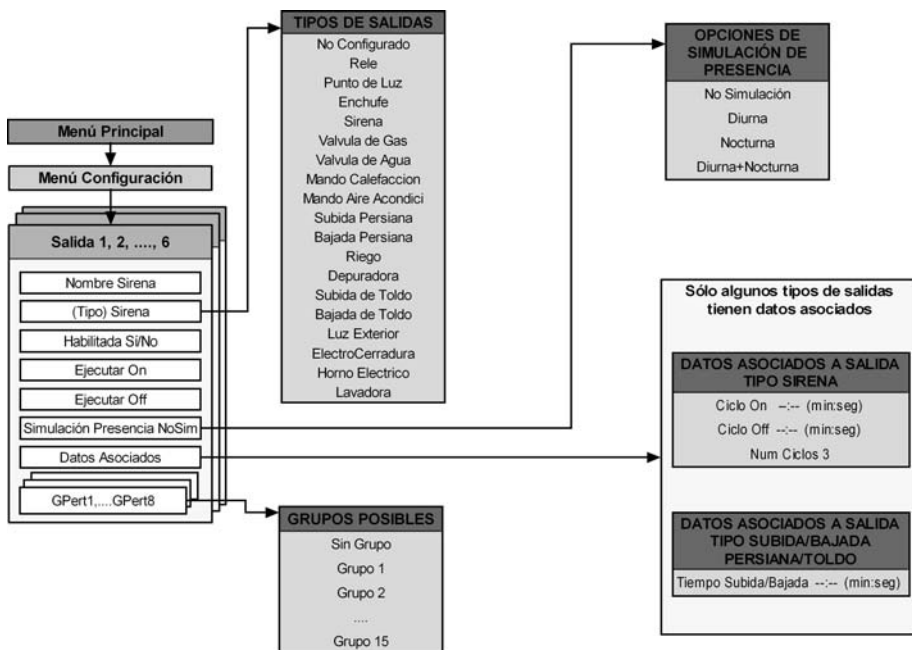 Menú Principal
Menú Configuración
Salida 1, 2, ...., 6
Nombre Sirena
(Tipo) Sirena
Habilitada Si/No
Ejecutar On
Ejecutar Off
Simulación Presencia NoSim
Datos Asociados
GPert1,....GPert8
TIPOS DE SALIDAS
No Configurado
Rele
Punto de Luz
Enchufe
Sirena
Valvula de Gas
Valvula de Agua
Mando Calefaccion
Mando Aire Acondici
Subida Persiana
Bajada Persiana
Riego
Depuradora
Subida de Toldo
Bajada de Toldo
Luz Exterior
ElectroCerradura
Horno Electrico
Lavadora
GRUPOS POSIBLES
Sin Grupo
Grupo 1
Grupo 2
....
Grupo 15
OPCIONES DE
SIMULACIÓN DE
PRESENCIA
No Simulación
Diurna
Nocturna
Diurna+Nocturna
Sólo algunos tipos de salidas
tienen datos asociados
DATOS ASOCIADOS A SALIDA
TIPO SIRENA
Ciclo On --:-- (min:seg)
Ciclo Off --:-- (min:seg)
Num Ciclos 3
DATOS ASOCIADOS A SALIDA
TIPO SUBIDA/BAJADA
PERSIANA/TOLDO
Tiempo Subida/Bajada --:-- (min:seg)